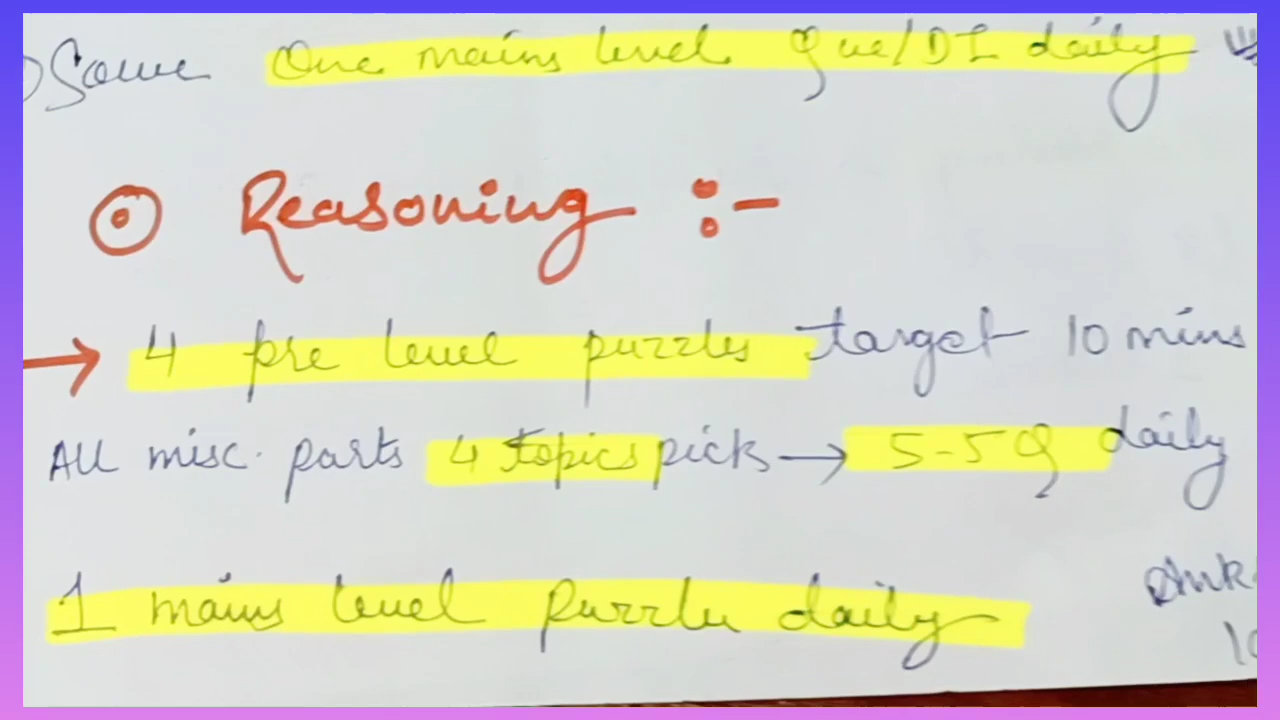 Solve One mains level Que/DI daily
⊙ Reasoning :-
→ 4 pre level puzzles target 10 mins
All misc. parts 4 topics pick → 5-5 Q daily
1 mains level puzzle daily